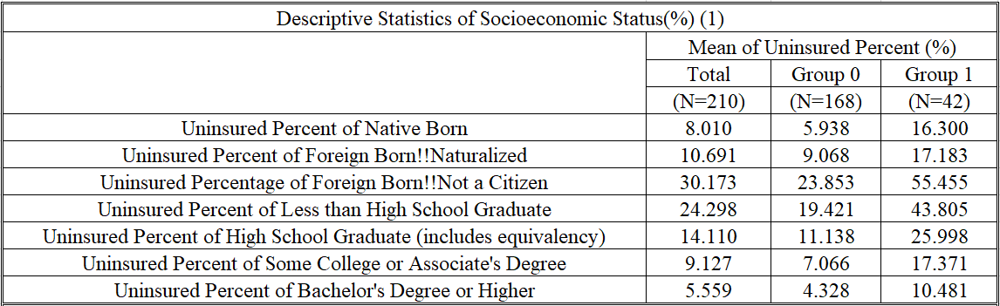 Descriptive Statistics of Socioeconomic Status(%) (1)
Mean of Uninsured Percent (%)
Total Group 0 Group 1
(N=210) (N=168) (N=42)
Uninsured Percent of Native Born 8.010 5.938 16.300
Uninsured Percent of Foreign Born!!Naturalized 10.691 9.068 17.183
Uninsured Percentage of Foreign Born!!Not a Citizen 30.173 23.853 55.455
Uninsured Percent of Less than High School Graduate 24.298 19.421 43.805
Uninsured Percent of High School Graduate (includes equivalency) 14.110 11.138 25.998
Uninsured Percent of Some College or Associate's Degree 9.127 7.066 17.371
Uninsured Percent of Bachelor's Degree or Higher 5.559 4.328 10.481